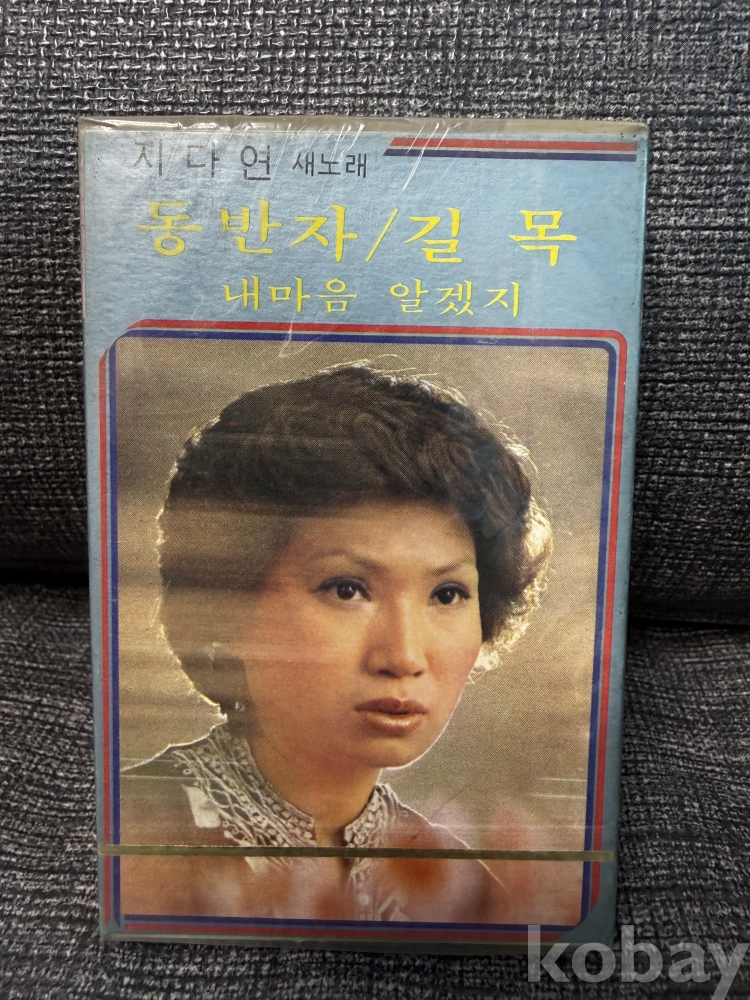 지다연 새노래
동반자/길 목
내마음 알겠지
kobay